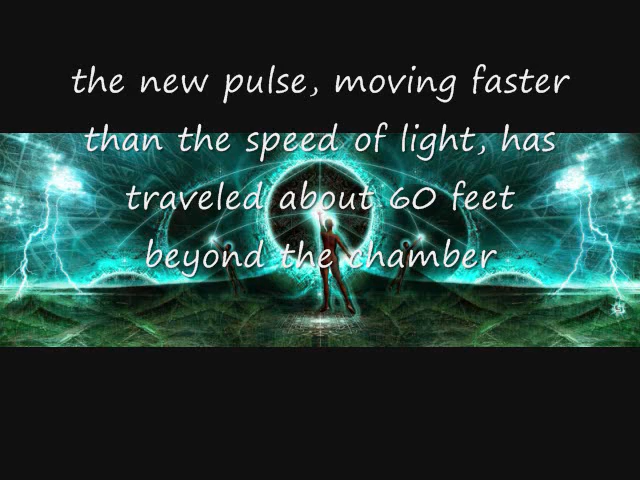 the new pulse, moving faster
than the speed of light, has
traveled about 60 feet
beyond the chamber